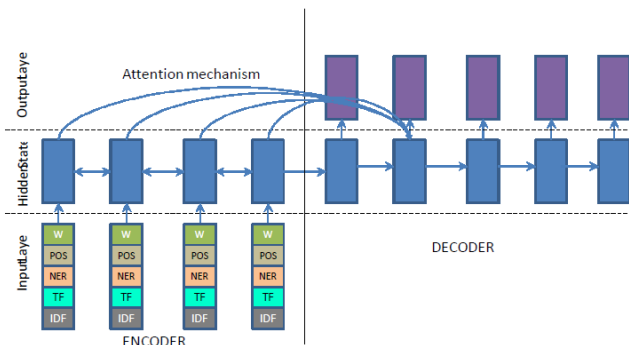 Attention mechanism
Outputlaye
HiddenState
InputLaye
W W W W
POS POS POS POS
NER NER NER NER
TF TF TF TF
IDF IDF IDF IDF
ENCODER
DECODER